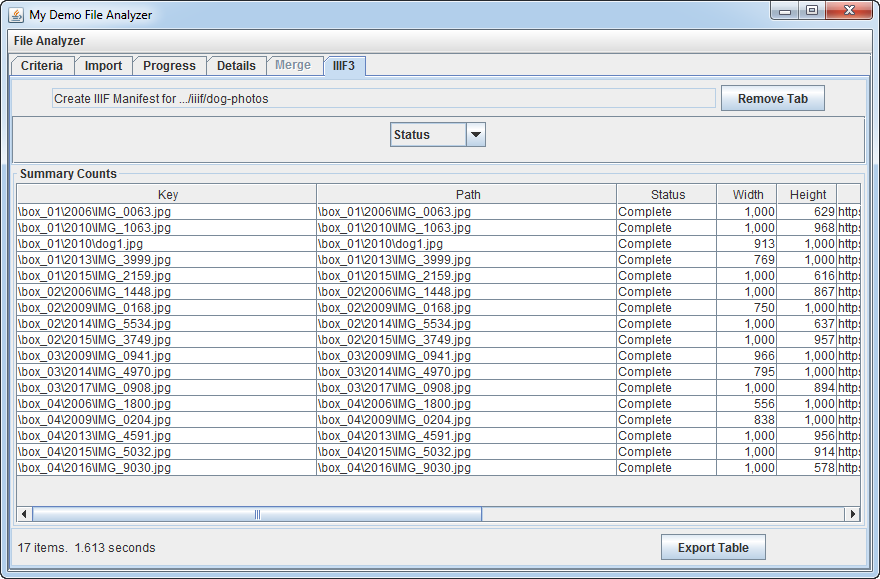 My Demo File Analyzer
File Analyzer
Criteria Import Progress Details Merge IIIF3
Create IIIF Manifest for .../iiif/dog-photos Remove Tab
Status
Summary Counts
Key Path Status Width Height
\box_01\2006\IMG_0063.jpg \box_01\2006\IMG_0063.jpg Complete 1,000 629 https
\box_01\2010\IMG_1063.jpg \box_01\2010\IMG_1063.jpg Complete 1,000 968 https
\box_01\2010\dog1.jpg \box_01\2010\dog1.jpg Complete 913 1,000 https
\box_01\2013\IMG_3999.jpg \box_01\2013\IMG_3999.jpg Complete 769 1,000 https
\box_01\2015\IMG_2159.jpg \box_01\2015\IMG_2159.jpg Complete 1,000 616 https
\box_02\2006\IMG_1448.jpg \box_02\2006\IMG_1448.jpg Complete 1,000 867 https
\box_02\2009\IMG_0168.jpg \box_02\2009\IMG_0168.jpg Complete 750 1,000 https
\box_02\2014\IMG_5534.jpg \box_02\2014\IMG_5534.jpg Complete 1,000 637 https
\box_02\2015\IMG_3749.jpg \box_02\2015\IMG_3749.jpg Complete 1,000 957 https
\box_03\2009\IMG_0941.jpg \box_03\2009\IMG_0941.jpg Complete 966 1,000 https
\box_03\2014\IMG_4970.jpg \box_03\2014\IMG_4970.jpg Complete 795 1,000 https
\box_03\2017\IMG_0908.jpg \box_03\2017\IMG_0908.jpg Complete 1,000 894 https
\box_04\2006\IMG_1800.jpg \box_04\2006\IMG_1800.jpg Complete 556 1,000 https
\box_04\2009\IMG_0204.jpg \box_04\2009\IMG_0204.jpg Complete 838 1,000 https
\box_04\2013\IMG_4591.jpg \box_04\2013\IMG_4591.jpg Complete 1,000 956 https
\box_04\2015\IMG_5032.jpg \box_04\2015\IMG_5032.jpg Complete 1,000 914 https
\box_04\2016\IMG_9030.jpg \box_04\2016\IMG_9030.jpg Complete 1,000 578 https
17 items. 1.613 seconds Export Table